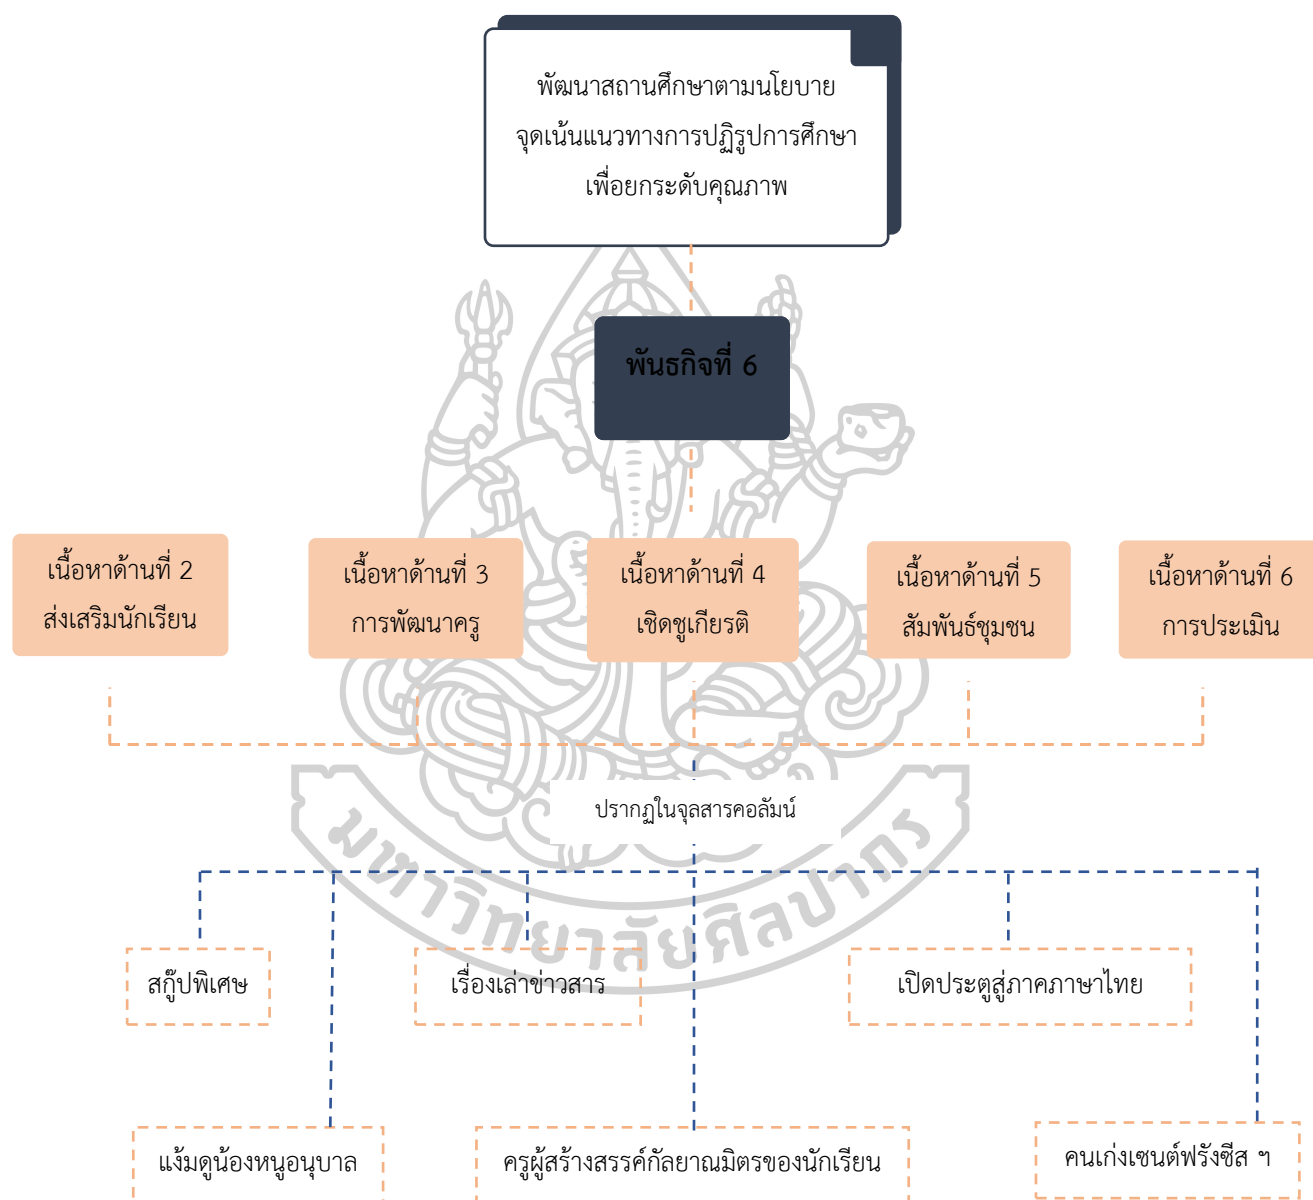 พัฒนาสถานศึกษาตามนโยบาย
จุดเน้นแนวทางการปฏิรูปการศึกษา
เพื่อยกระดับคุณภาพ
พันธกิจที่ 6
เนื้อหาด้านที่ 2
ส่งเสริมนักเรียน
เนื้อหาด้านที่ 3
การพัฒนาครู
เนื้อหาด้านที่ 4
เชิดชูเกียรติ
เนื้อหาด้านที่ 5
สัมพันธ์ชุมชน
เนื้อหาด้านที่ 6
การประเมิน
ปรากฏในจุลสารคอลัมน์
มหาวิทยาลัยศิลปากร
สกู๊ปพิเศษ
เรื่องเล่าข่าวสาร
เปิดประตูสู่ภาคภาษาไทย
แง้มดูน้องหนูอนุบาล
ครูผู้สร้างสรรค์กัลยาณมิตรของนักเรียน
คนเก่งเซนต์ฟรังซีส ฯ